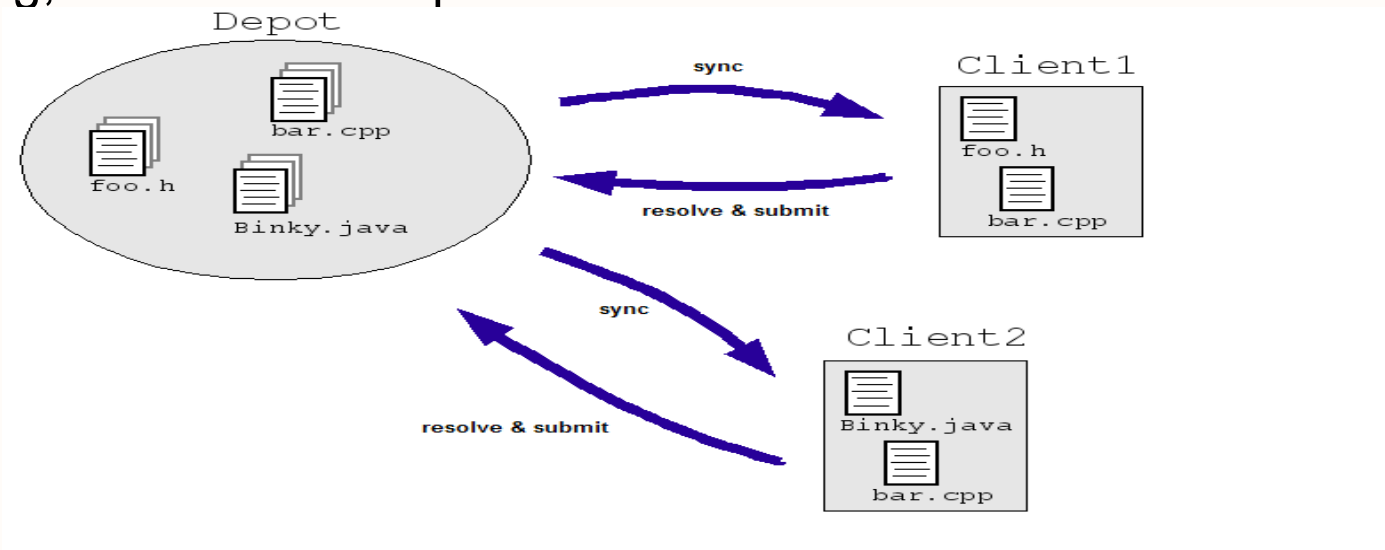 Depot
bar.cpp
foo.h
Binky.java
sync
resolve & submit
Client1
foo.h
bar.cpp
sync
resolve & submit
Client2
Binky.java
bar.cpp